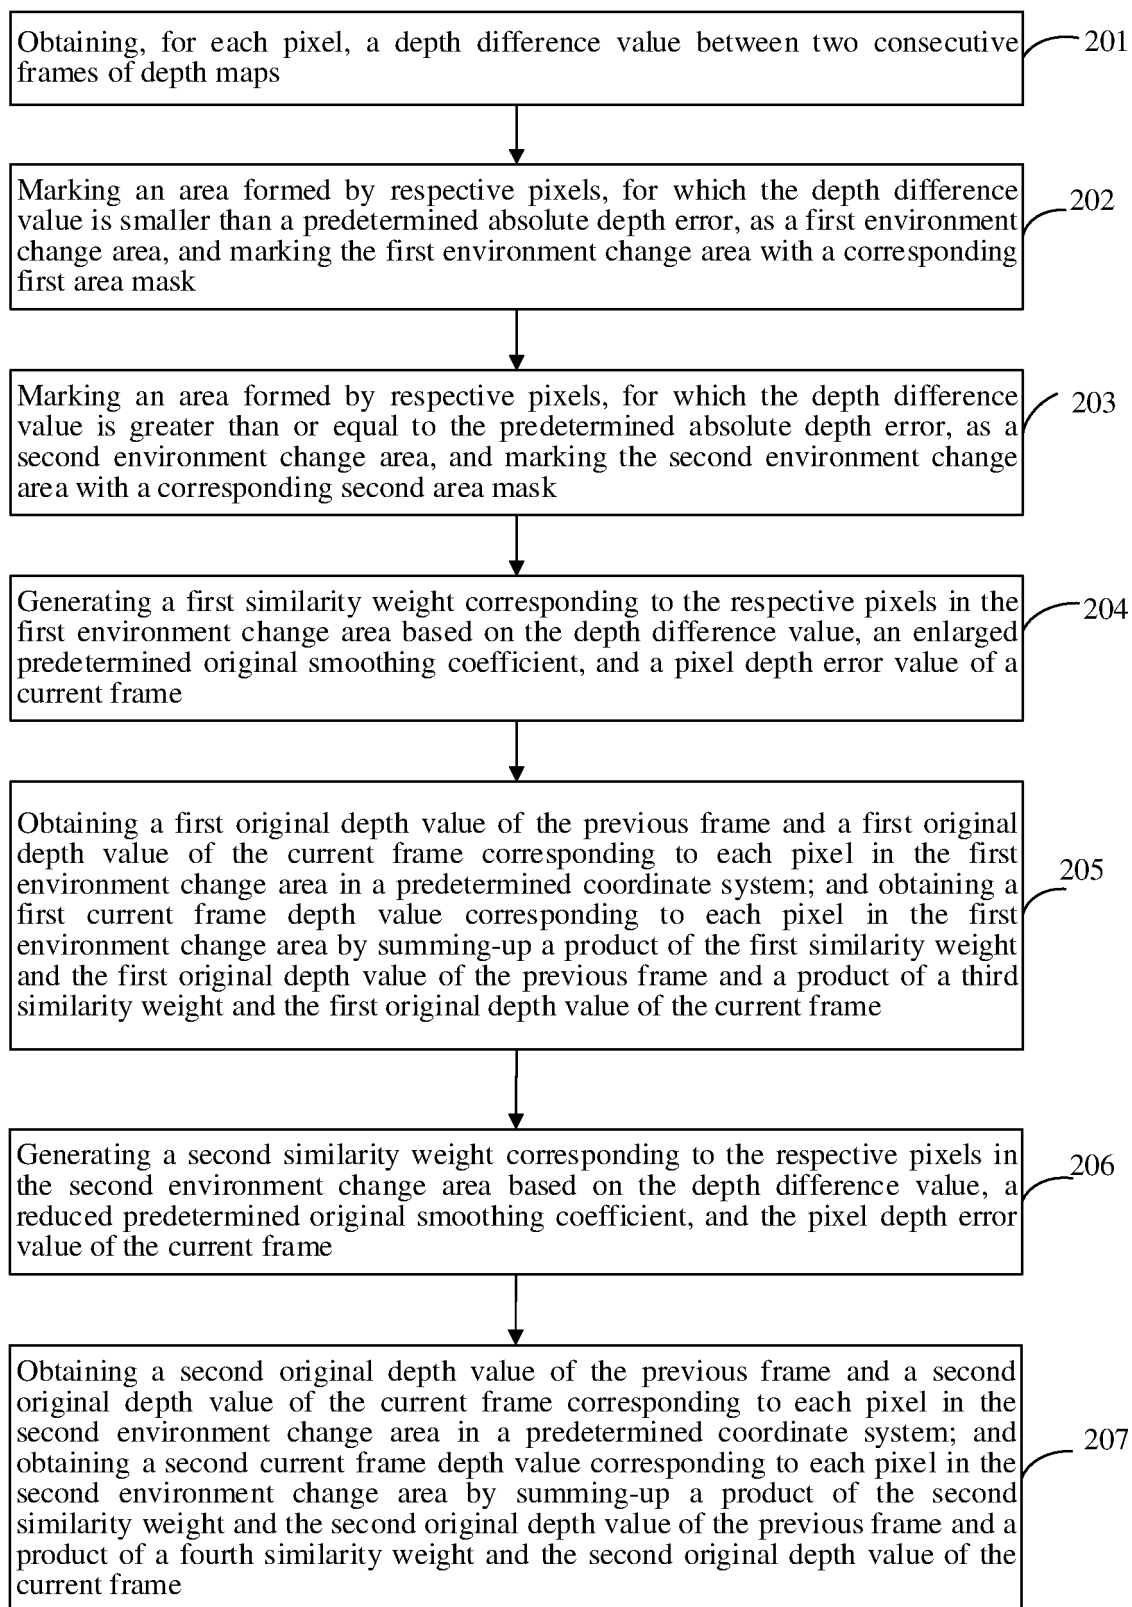 Obtaining, for each pixel, a depth difference value between two consecutive
frames of depth maps
201
Marking an area formed by respective pixels, for which the depth difference
value is smaller than a predetermined absolute depth error, as a first environment
change area, and marking the first environment change area with a corresponding
first area mask
202
Marking an area formed by respective pixels, for which the depth difference
value is greater than or equal to the predetermined absolute depth error, as a
second environment change area, and marking the second environment change
area with a corresponding second area mask
203
Generating a first similarity weight corresponding to the respective pixels in the
first environment change area based on the depth difference value, an enlarged
predetermined original smoothing coefficient, and a pixel depth error value of a
current frame
204
Obtaining a first original depth value of the previous frame and a first original
depth value of the current frame corresponding to each pixel in the first
environment change area in a predetermined coordinate system; and obtaining a
first current frame depth value corresponding to each pixel in the first
environment change area by summing-up a product of the first similarity weight
and the first original depth value of the previous frame and a product of a third
similarity weight and the first original depth value of the current frame
205
Generating a second similarity weight corresponding to the respective pixels in
the second environment change area based on the depth difference value, a
reduced predetermined original smoothing coefficient, and the pixel depth error
value of the current frame
206
Obtaining a second original depth value of the previous frame and a second
original depth value of the current frame corresponding to each pixel in the
second environment change area in a predetermined coordinate system; and
obtaining a second current frame depth value corresponding to each pixel in the
second environment change area by summing-up a product of the second
similarity weight and the second original depth value of the previous frame and a
product of a fourth similarity weight and the second original depth value of the
current frame
207